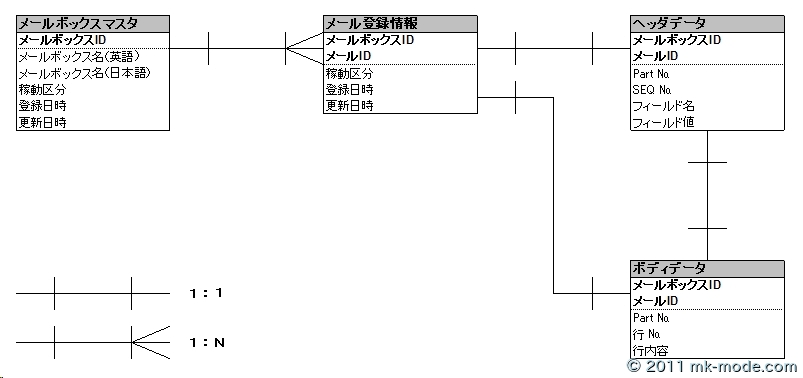 メールボックスマスタ
メールボックスID
メールボックス名(英語)
メールボックス名(日本語)
稼動区分
登録日時
更新日時
メール登録情報
メールボックスID
メールID
稼動区分
登録日時
更新日時
ヘッダデータ
メールボックスID
メールID
Part No.
SEQ No.
フィールド名
フィールド値
ボディデータ
メールボックスID
メールID
Part No.
行 No.
行内容
1:1
1:N
© 2011 mk-mode.com